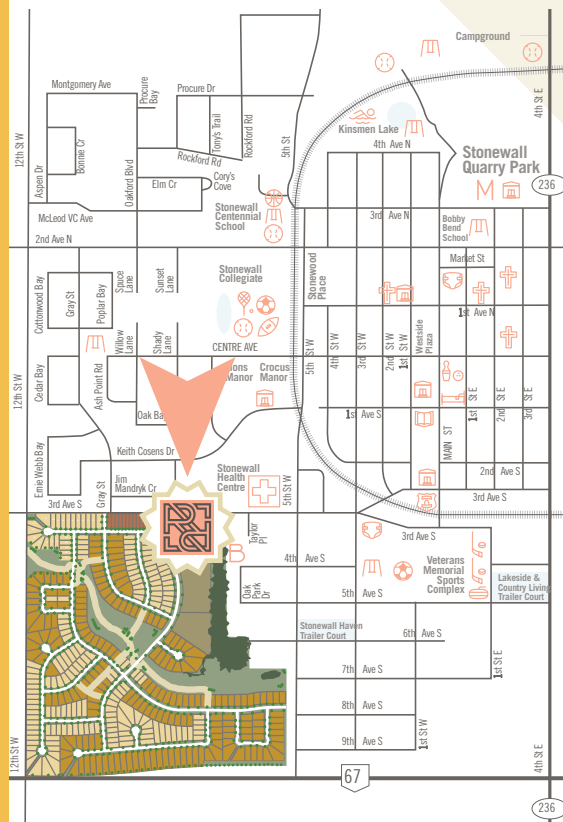 Campground
4th St E
Montgomery Ave
Procure Bay
Procure Dr
12th St W
Aspen Dr
Bonnie Cr
Oakford Blvd
Tony's Trail
Rockford Rd
Rockford Rd
5th St
Kinsmen Lake
4th Ave N
Stonewall
Quarry Park
236
Elm Cr
Cory's
Cove
McLeod VC Ave
2nd Ave N
Stonewall
Centennial
School
3rd Ave N
Bobby
Bend
School
Market St
Stonewall
Collegiate
Stonewood
Place
Cottonwood Bay
Gray St
Poplar Bay
Spuce
Lane
Sunset
Lane
1st Ave N
Willow
Lane
Shady
Lane
CENTRE AVE
5th St W
4th St W
3rd St W
2nd St W
1st St W
Westside
Plaza
12th St W
Cedar Bay
Ash Point Rd
ions
Manor
Crocus
Manor
Oak Ba
1st Ave S
MAIN ST
1st St E
2nd St E
3rd St E
Keith Cosens Dr
Ernie Webb Bay
3rd Ave S
Gray St
Jim
Mandryk Cr
Stonewall
Health
Centre
5th St W
2nd Ave S
3rd Ave S
3rd Ave S
Taylor
Pl
4th Ave S
Veterans
Memorial
Sports
Complex
Lakeside &
Country Living
Trailer Court
Oak
Park
Dr
5th Ave S
Stonewall Haven
Trailer Court
6th Ave S
7th Ave S
1st St E
8th Ave S
9th Ave S
1st St W
12th St W
4th St E
67
236